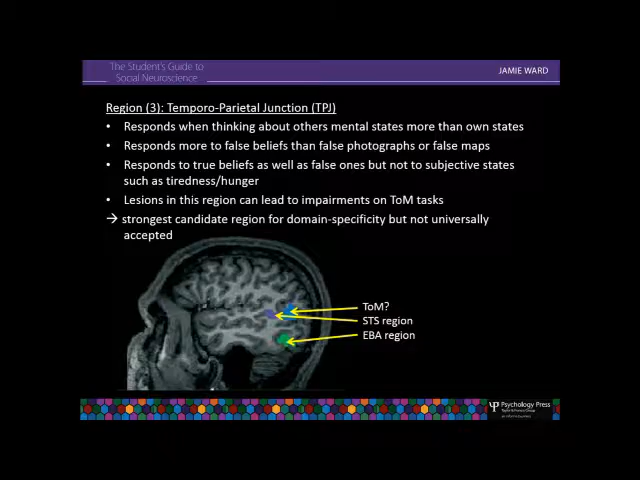 The Student's Guide to
Social Neuroscience
JAMIE WARD
Region (3): Temporo-Parietal Junction (TPJ)
• Responds when thinking about others mental states more than own states
• Responds more to false beliefs than false photographs or false maps
• Responds to true beliefs as well as false ones but not to subjective states
such as tiredness/hunger
• Lesions in this region can lead to impairments on ToM tasks
→ strongest candidate region for domain-specificity but not universally
accepted
ToM?
STS region
EBA region
Psychology Press
Taylor & Francis Group